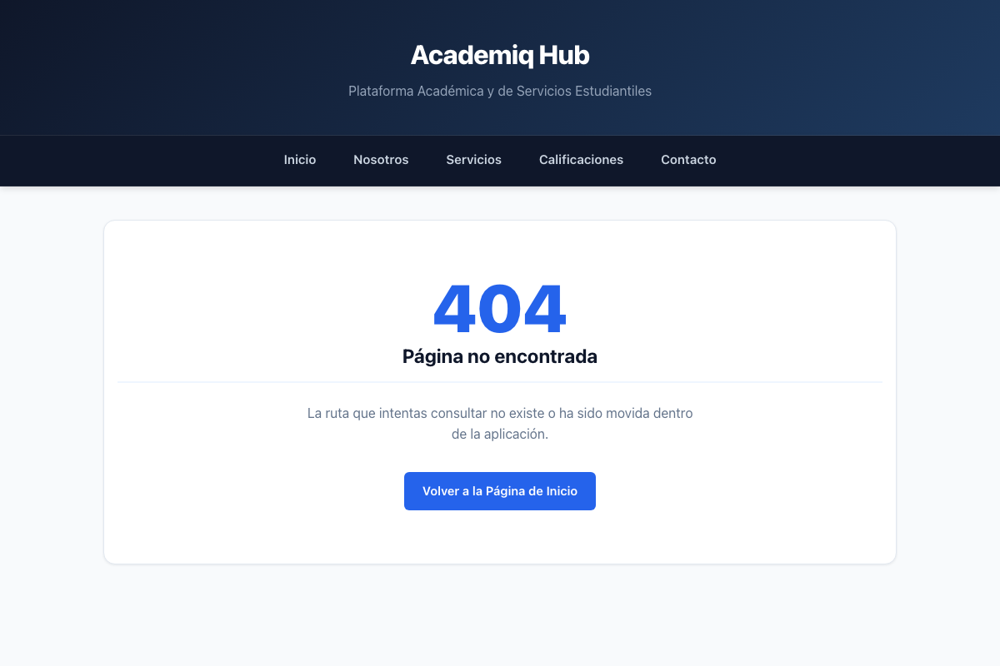 Academiq Hub
Plataforma Académica y de Servicios Estudiantiles
Inicio Nosotros Servicios Calificaciones Contacto
404
Página no encontrada
La ruta que intentas consultar no existe o ha sido movida dentro
de la aplicación.
Volver a la Página de Inicio